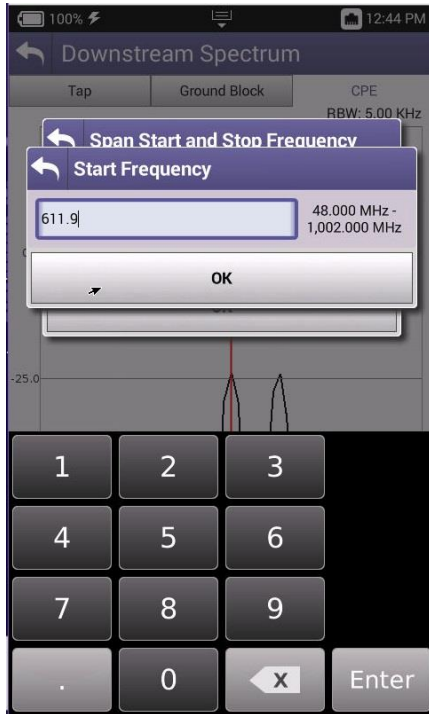 100%
12:44 PM
Downstream Spectrum
Tap
Ground Block
CPE
RBW: 5.00 KHz
Span Start and Stop Frequency
Start Frequency
611.9
48.000 MHz -
1,002.000 MHz
OK
-25.0
1
2
3
4
5
6
7
8
9
.
0
X
Enter